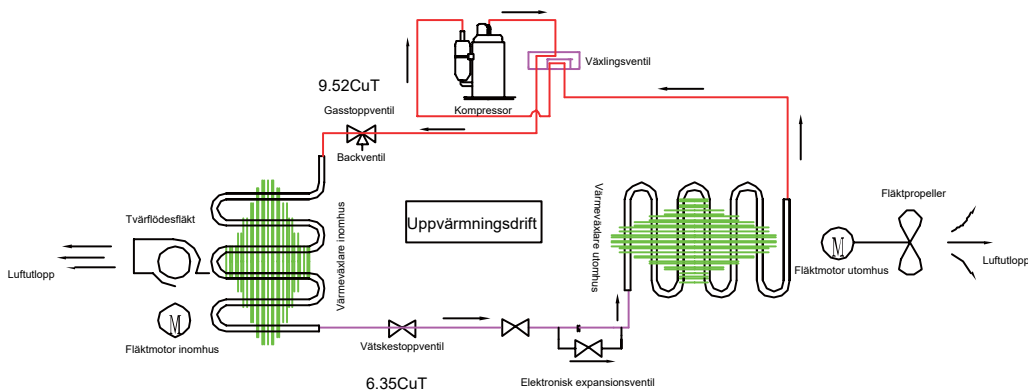 Växlingsventil
9.52CuT
Gasstoppventil
Kompressor
Backventil
Tvärflödesfläkt
Värmeväxlare inomhus
Uppvärmningsdrift
Värmeväxlare utomhus
Fläktpropeller
M
Luftutlopp
Fläktmotor utomhus
Luftutlopp
M
Fläktmotor inomhus
Vätskestoppventil
6.35CuT
Elektronisk expansionsventil